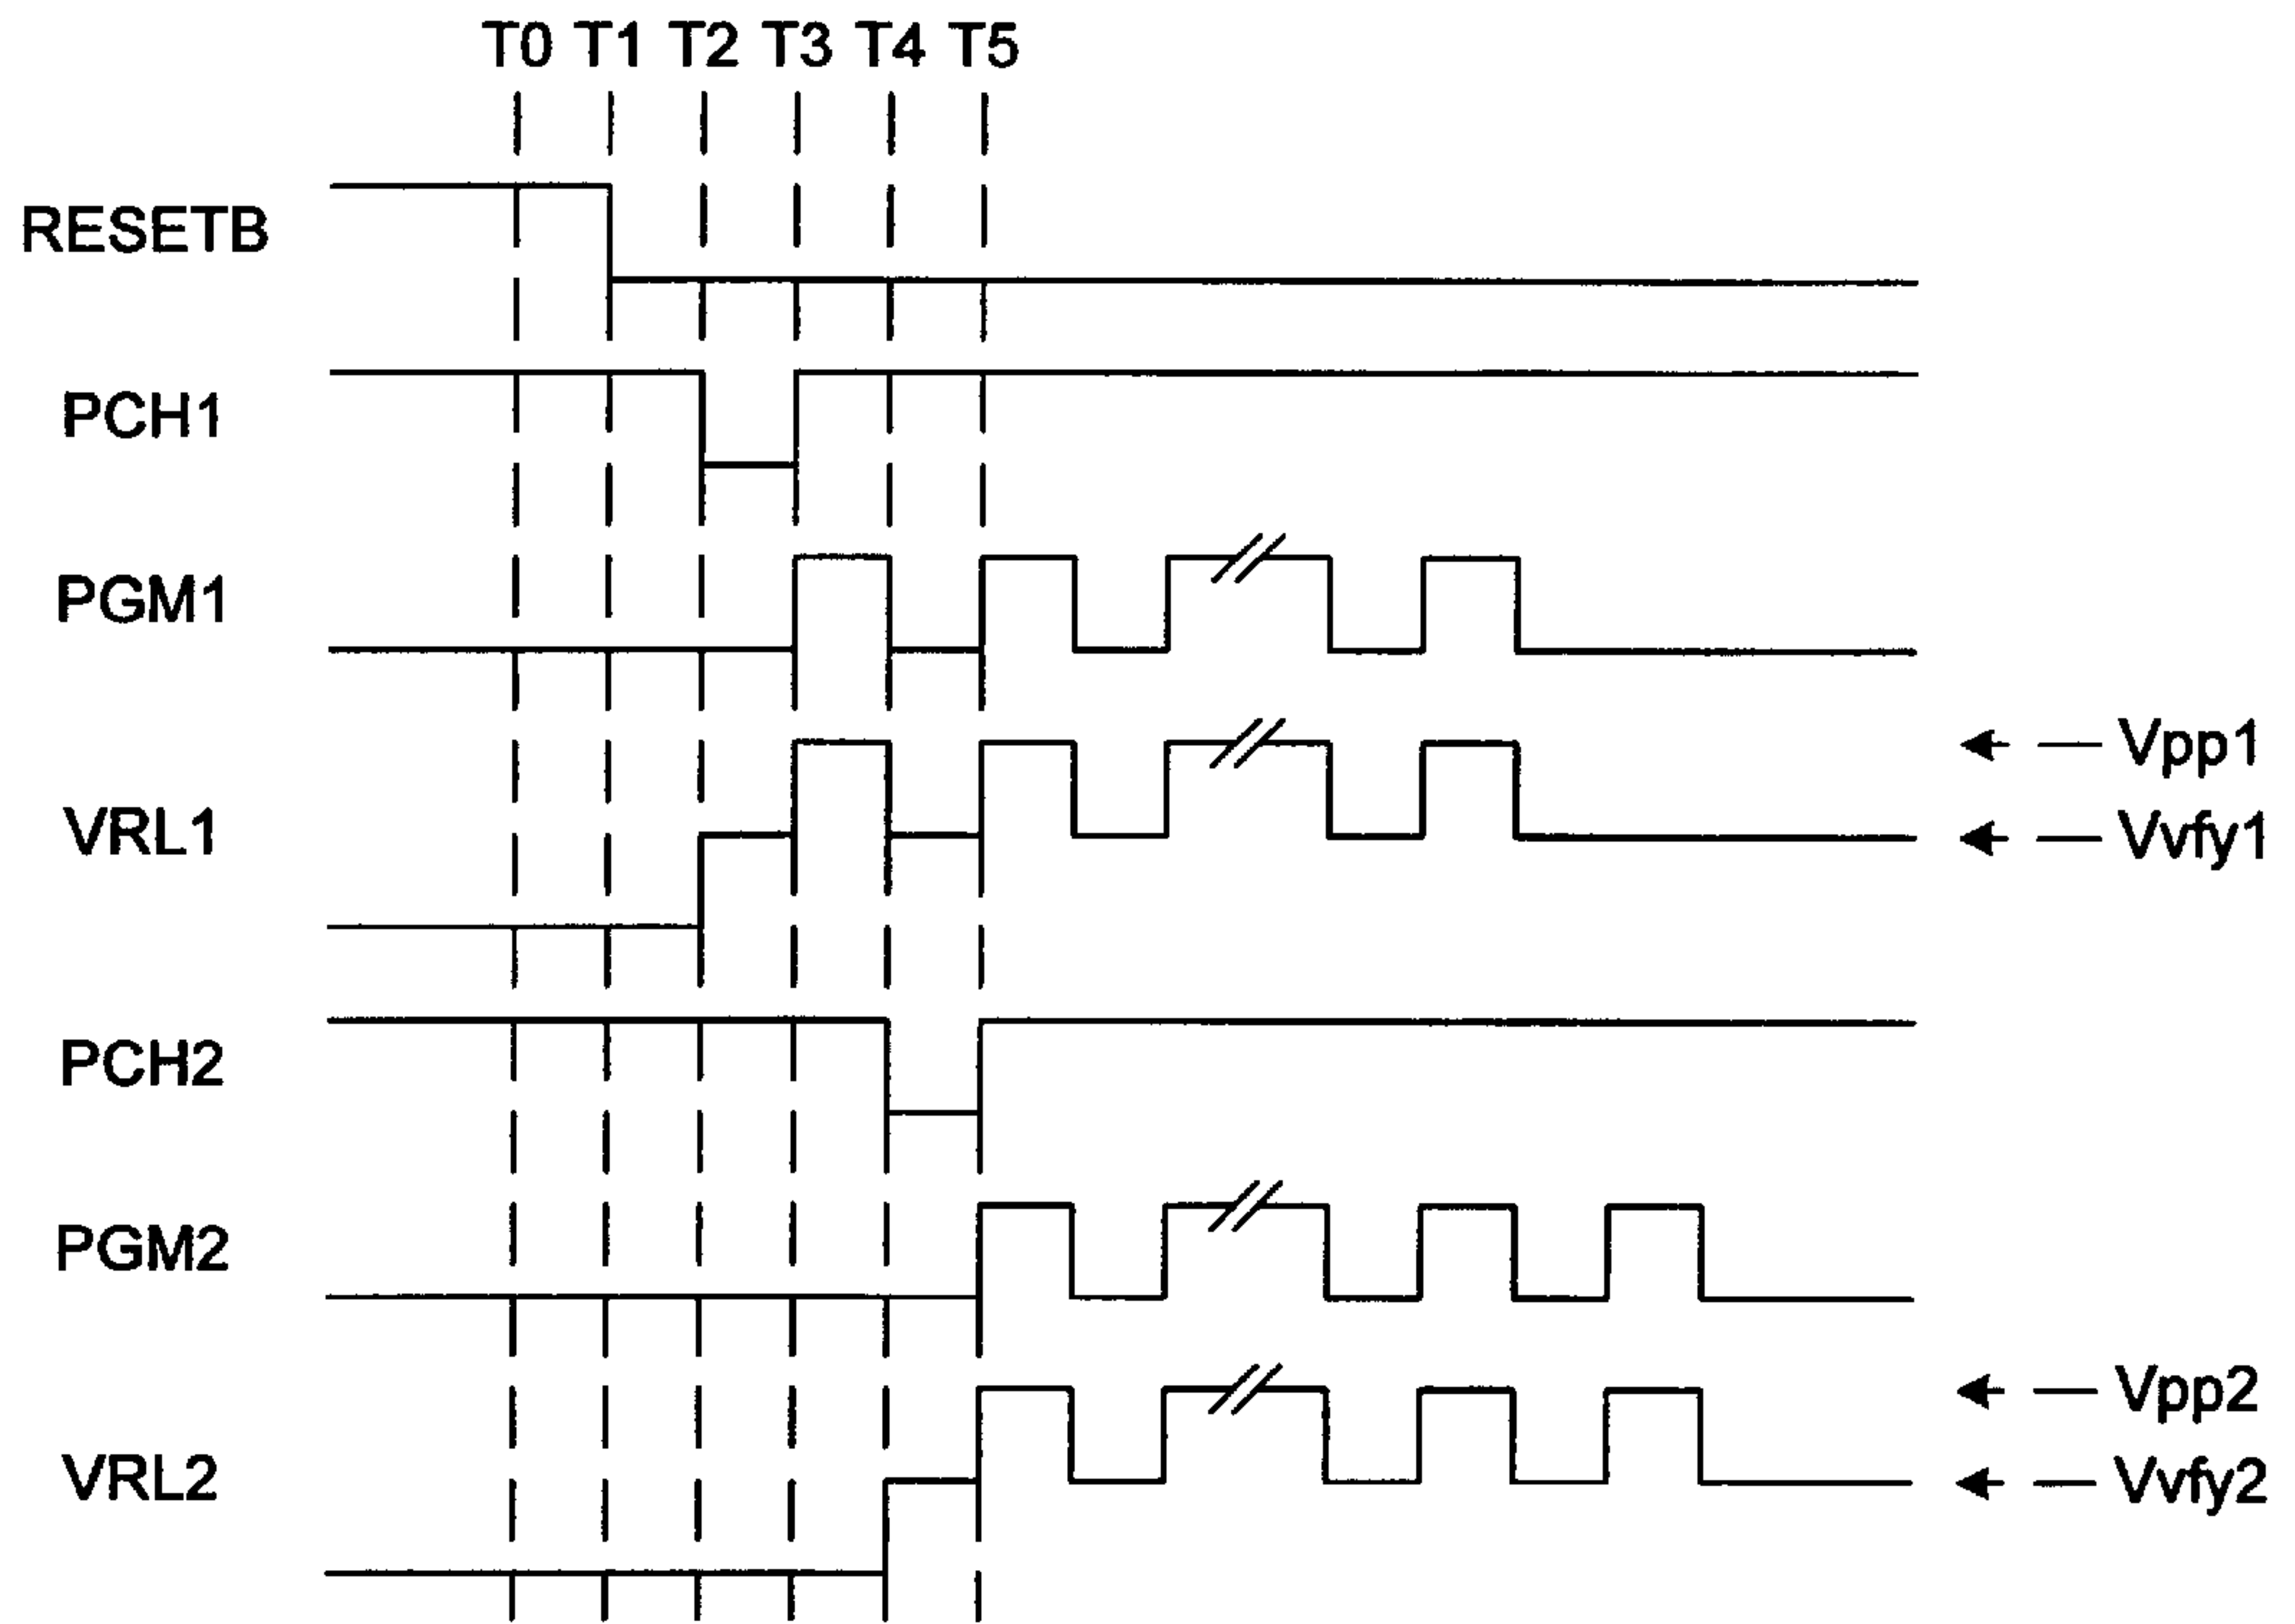 T0 T1 T2 T3 T4 T5
RESETB
PCH1
PGM1
Vpp1
VRL1
Vvfy1
PCH2
PGM2
Vpp2
VRL2
Vvfy2